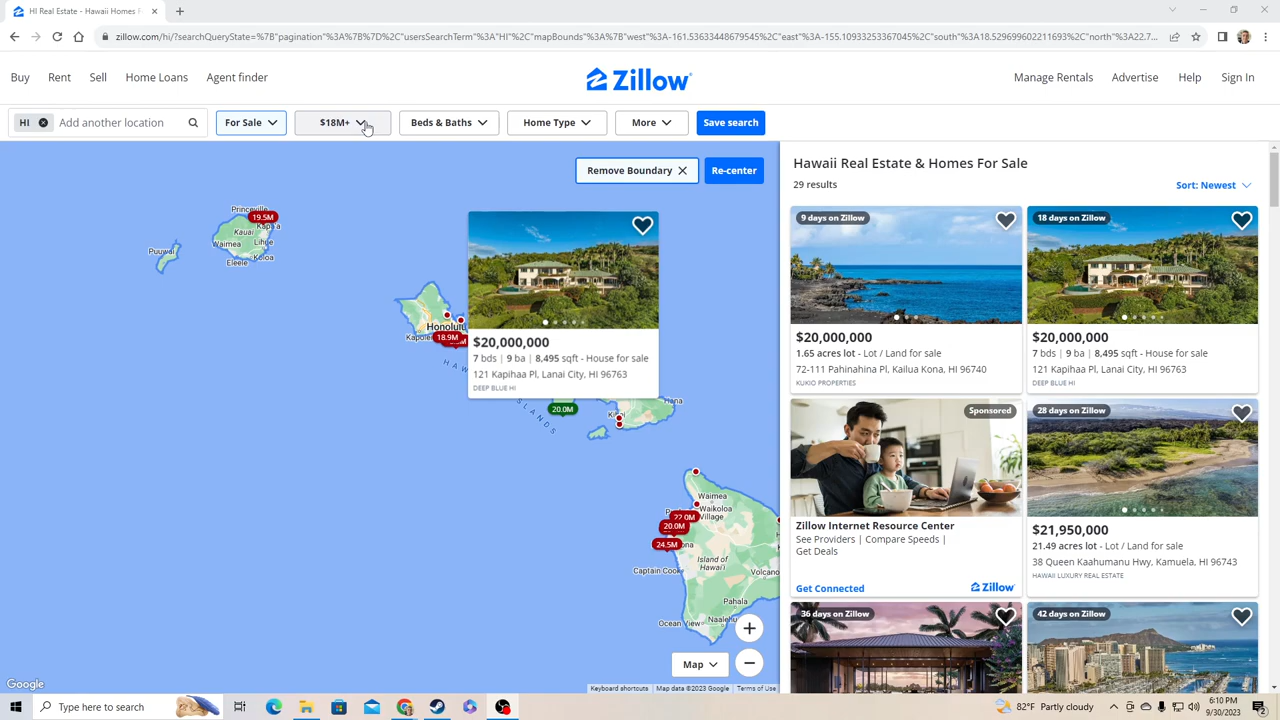 HI Real Estate - Hawaii Homes F
zillow.com/hi/?searchQueryState=%7B"pagination"%3A%7B%7D%2C"usersSearchTerm"%3A"HI"%2C"mapBounds"%3A%7B"west"%3A-161.53633448679545%2C"east"%3A-155.10933253367045%2C"south"%3A18.529699602211693%2C"north"%3A22.7...
Buy
Rent
Sell
Home Loans
Agent finder
Zillow
Manage Rentals
Advertise
Help
Sign In
HI
Add another location
For Sale
$18M+
Beds & Baths
Home Type
More
Save search
Remove Boundary
Re-center
Princeville
19.5M
Kauai
Kapa'a
Waimea
Lihue
Koloa
Eleele
Puuwai
Honolulu
Kapolei
18.9M
HAW
$20,000,000
7 bds | 9 ba | 8,495 sqft - House for sale
121 Kapihaa Pl, Lanai City, HI 96763
DEEP BLUE HI
20.0M
Kihei
Hana
ISLANDS
Waimea
Waikoloa Village
22.0M
20.0M
24.5M
Captain Cook
Island of Hawai'i
Volcano
Pahala
Ocean View
Naalehu
Map
Google
Keyboard shortcuts
Map data ©2023 Google
Terms of Use
Hawaii Real Estate & Homes For Sale
29 results
Sort: Newest
9 days on Zillow
$20,000,000
1.65 acres lot - Lot / Land for sale
72-111 Pahinahina Pl, Kailua Kona, HI 96740
KUKIO PROPERTIES
18 days on Zillow
$20,000,000
7 bds | 9 ba | 8,495 sqft - House for sale
121 Kapihaa Pl, Lanai City, HI 96763
DEEP BLUE HI
Sponsored
Zillow Internet Resource Center
See Providers | Compare Speeds |
Get Deals
Get Connected
Zillow
28 days on Zillow
$21,950,000
21.49 acres lot - Lot / Land for sale
38 Queen Kaahumanu Hwy, Kamuela, HI 96743
HAWAII LUXURY REAL ESTATE
36 days on Zillow
42 days on Zillow
Type here to search
82°F Partly cloudy
6:10 PM
9/30/2023